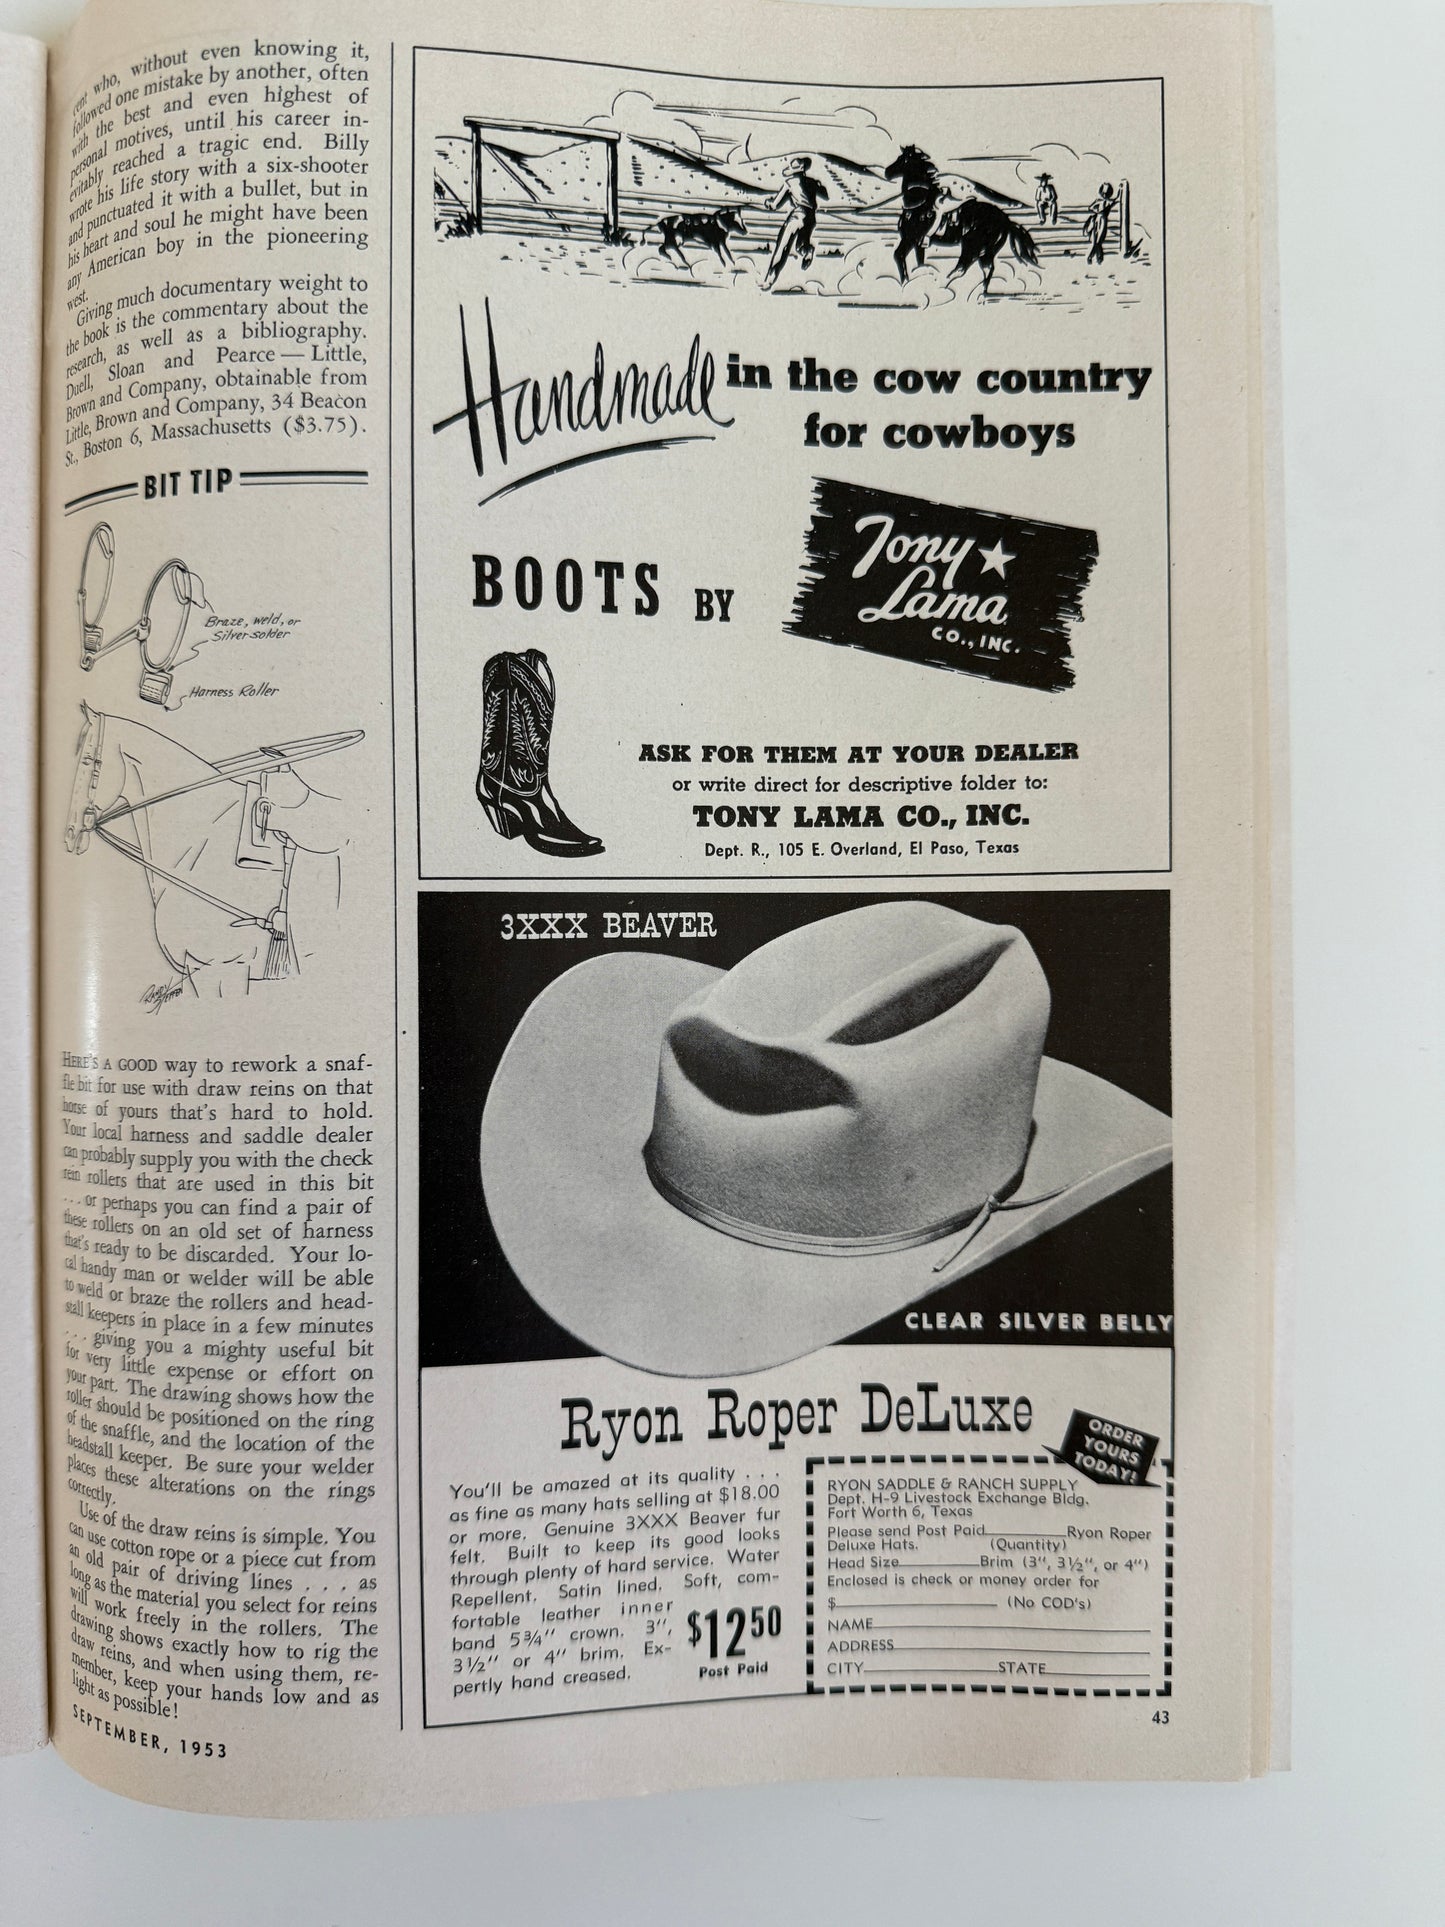 who, without even knowing it,
followed one mistake by another, often
with the best and even highest of
personal motives, until his career in-
evitably reached a tragic end. Billy
wrote his life story with a six-shooter
and punctuated it with a bullet, but in
his heart and soul he might have been
any American boy in the pioneering
west.
Giving much documentary weight to
the book is the commentary about the
research, as well as a bibliography.
Duell, Sloan and Pearce — Little,
Brown and Company, obtainable from
Little, Brown and Company, 34 Beacon
St., Boston 6, Massachusetts ($3.75).
BIT TIP
Braze, weld, or
Silver-solder
Harness Roller
RANDY
STEFFEN
HERE'S A GOOD way to rework a snaf-
fle bit for use with draw reins on that
horse of yours that's hard to hold.
Your local harness and saddle dealer
can probably supply you with the check
rein rollers that are used in this bit
. . . or perhaps you can find a pair of
these rollers on an old set of harness
that's ready to be discarded. Your lo-
cal handy man or welder will be able
to weld or braze the rollers and head-
stall keepers in place in a few minutes
. . . giving you a mighty useful bit
for very little expense or effort on
your part. The drawing shows how the
roller should be positioned on the ring
of the snaffle, and the location of the
headstall keeper. Be sure your welder
places these alterations on the rings
correctly.
Use of the draw reins is simple. You
can use cotton rope or a piece cut from
an old pair of driving lines . . . as
long as the material you select for reins
will work freely in the rollers. The
drawing shows exactly how to rig the
draw reins, and when using them, re-
member, keep your hands low and as
light as possible!
SEPTEMBER, 1953
Handmade in the cow country
for cowboys
BOOTS BY
Tony
Lama
CO., INC.
ASK FOR THEM AT YOUR DEALER
or write direct for descriptive folder to:
TONY LAMA CO., INC.
Dept. R., 105 E. Overland, El Paso, Texas
3XXX BEAVER
CLEAR SILVER BELLY
Ryon Roper DeLuxe
You'll be amazed at its quality . . .
as fine as many hats selling at $18.00
or more. Genuine 3XXX Beaver fur
felt. Built to keep its good looks
through plenty of hard service. Water
Repellent. Satin lined. Soft, com-
fortable leather inner
band 5¾" crown. 3",
3½" or 4" brim. Ex-
pertly hand creased.
$12.50
Post Paid
ORDER
YOURS
TODAY!
RYON SADDLE & RANCH SUPPLY
Dept. H-9 Livestock Exchange Bldg.
Fort Worth 6, Texas
Please send Post Paid________Ryon Roper
Deluxe Hats. (Quantity)
Head Size________Brim (3", 3½", or 4")
Enclosed is check or money order for
$________ (No COD's)
NAME________
ADDRESS________
CITY________STATE________
43